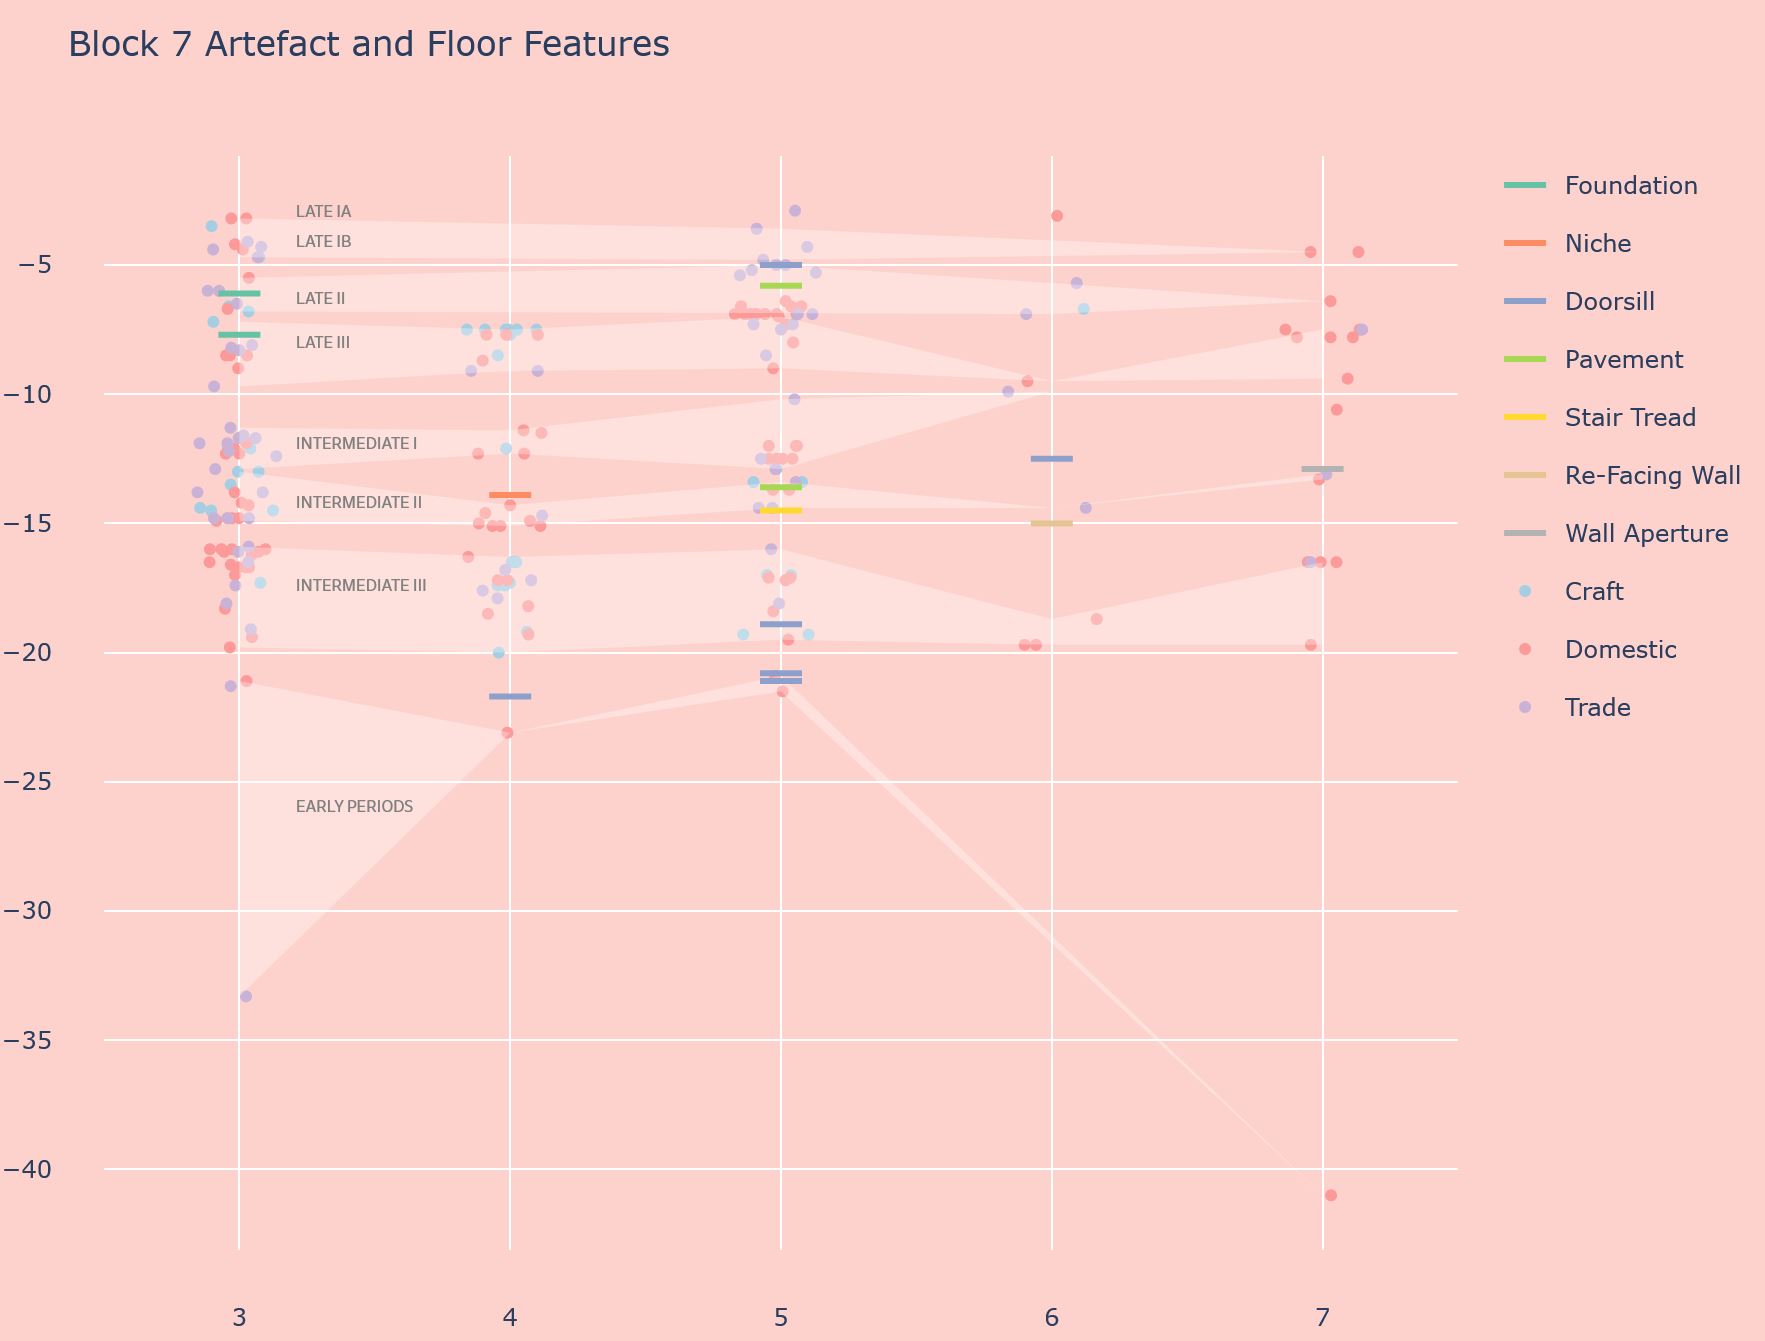 Block 7 Artefact and Floor Features
LATE IA
LATE IB
LATE II
LATE III
INTERMEDIATE I
INTERMEDIATE II
INTERMEDIATE III
EARLY PERIODS
−5
−10
−15
−20
−25
−30
−35
−40
3
4
5
6
7
Foundation
Niche
Doorsill
Pavement
Stair Tread
Re-Facing Wall
Wall Aperture
Craft
Domestic
Trade